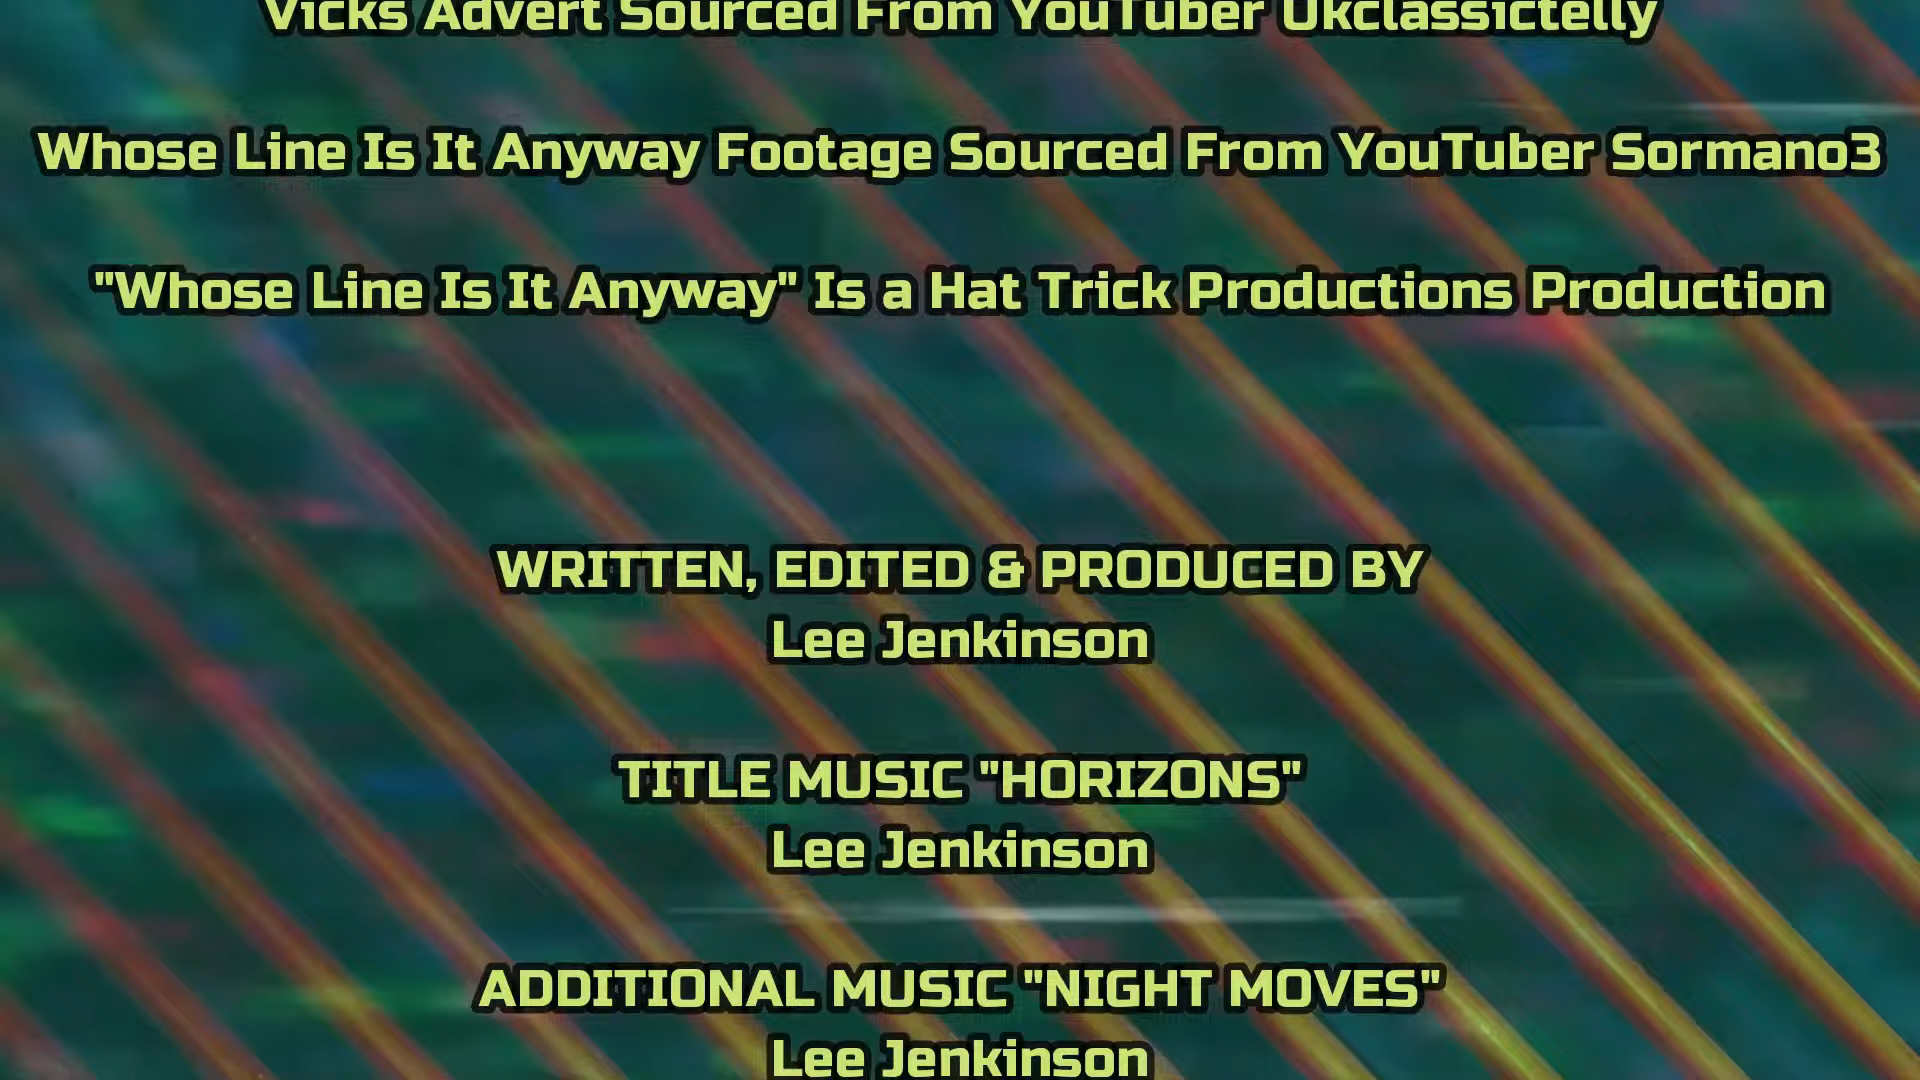 Vicks Advert Sourced From YouTuber Ukclassictelly
Whose Line Is It Anyway Footage Sourced From YouTuber Sormano3
"Whose Line Is It Anyway" Is a Hat Trick Productions Production
WRITTEN, EDITED & PRODUCED BY
Lee Jenkinson
TITLE MUSIC "HORIZONS"
Lee Jenkinson
ADDITIONAL MUSIC "NIGHT MOVES"
Lee Jenkinson